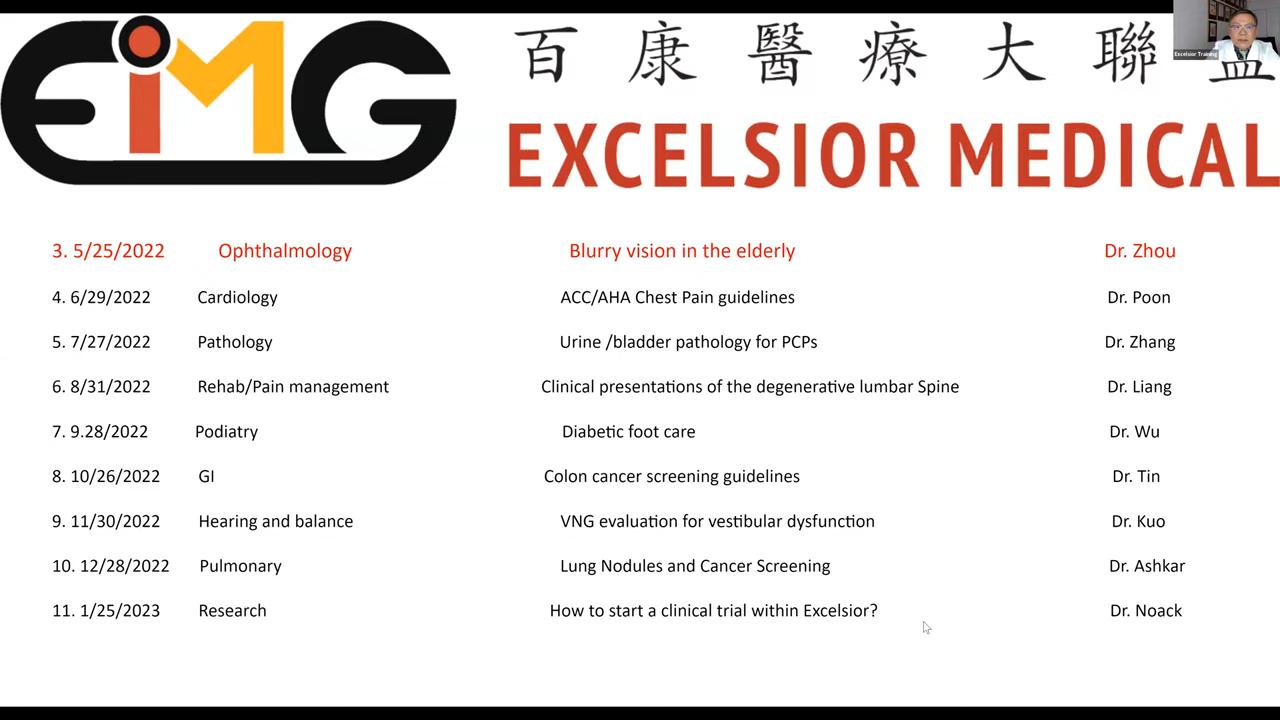 EiMG
百康醫療大聯盟
Excelsior Training
EXCELSIOR MEDICAL
3. 5/25/2022 Ophthalmology Blurry vision in the elderly Dr. Zhou
4. 6/29/2022 Cardiology ACC/AHA Chest Pain guidelines Dr. Poon
5. 7/27/2022 Pathology Urine /bladder pathology for PCPs Dr. Zhang
6. 8/31/2022 Rehab/Pain management Clinical presentations of the degenerative lumbar Spine Dr. Liang
7. 9.28/2022 Podiatry Diabetic foot care Dr. Wu
8. 10/26/2022 GI Colon cancer screening guidelines Dr. Tin
9. 11/30/2022 Hearing and balance VNG evaluation for vestibular dysfunction Dr. Kuo
10. 12/28/2022 Pulmonary Lung Nodules and Cancer Screening Dr. Ashkar
11. 1/25/2023 Research How to start a clinical trial within Excelsior? Dr. Noack